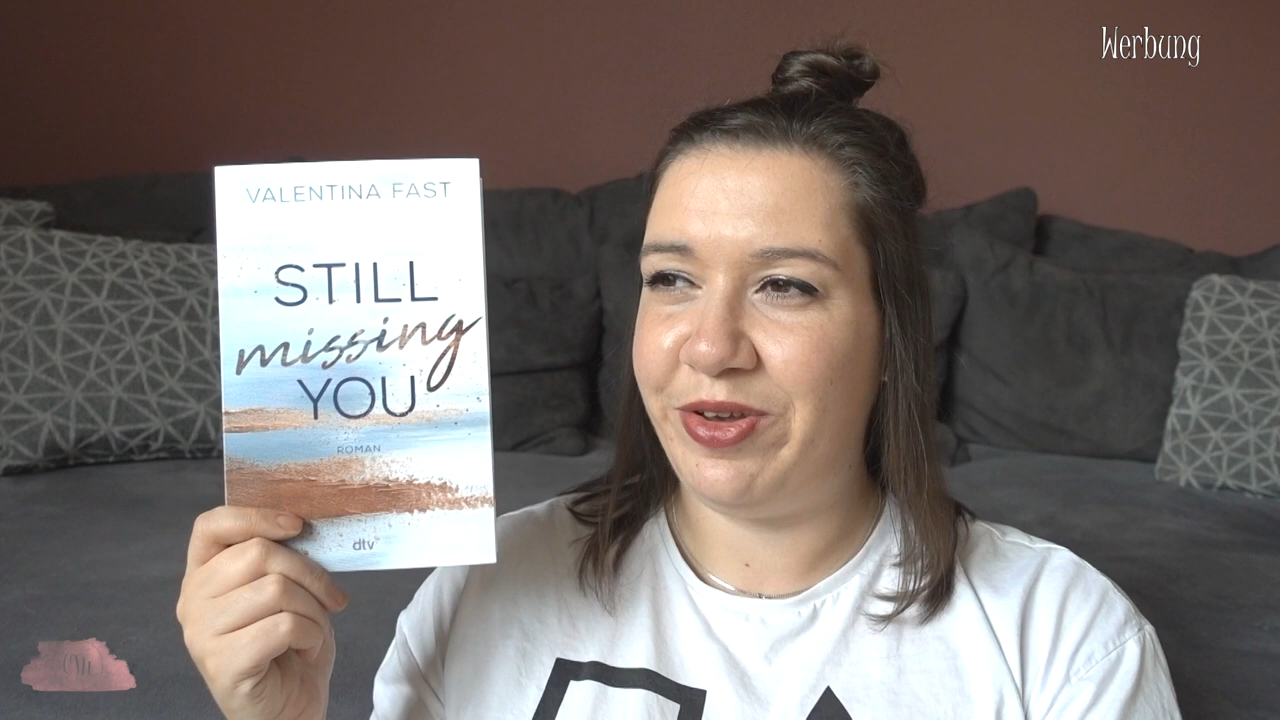 Werbung
VALENTINA FAST
STILL
missing
YOU
ROMAN
dtv